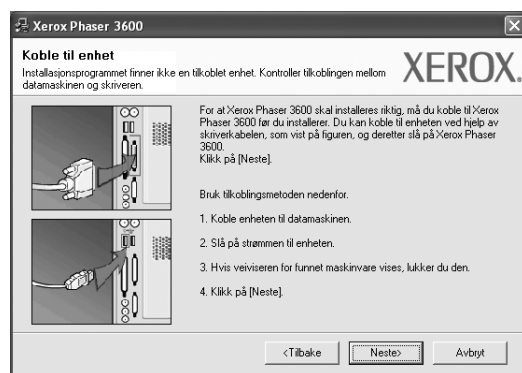 Xerox Phaser 3600
Koble til enhet
Installasjonsprogrammet finner ikke en tilkoblet enhet. Kontroller tilkoblingen mellom
datamaskinen og skriveren.
XEROX.
For at Xerox Phaser 3600 skal installeres riktig, må du koble til Xerox
Phaser 3600 før du installerer. Du kan koble til enheten ved hjelp av
skriverkabelen, som vist på figuren, og deretter slå på Xerox Phaser
3600.
Klikk på [Neste].
Bruk tilkoblingsmetoden nedenfor.
1. Koble enheten til datamaskinen.
2. Slå på strømmen til enheten.
3. Hvis veiviseren for funnet maskinvare vises, lukker du den.
4. Klikk på [Neste].
<Tilbake
Neste>
Avbryt